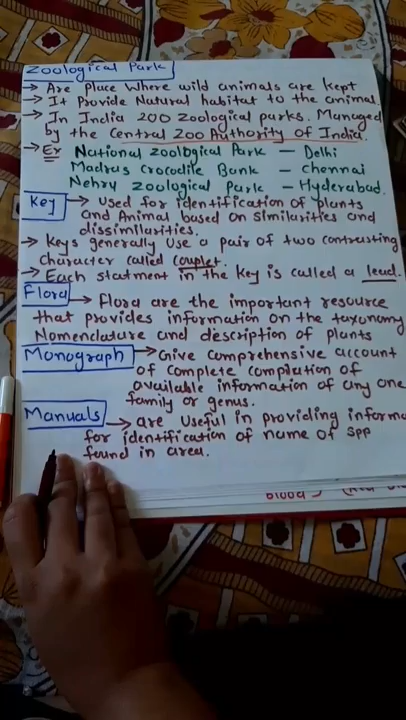 Zoological Park
→ Are Place Where wild animals are kept
→ It Provide Natural habitat to the animal.
→ In India 200 Zoological parks. Managed
by the Central Zoo Authority of India.
→ Ex National Zoological Park – Delhi
Madras Crocodile Bank – Chennai
Nehry Zoological Park – Hyderabad.
Key → Used for identification of plants
and Animal based on similarities and
dissimilarities.
→ Keys generally Use a pair of two contrasting
character called couplet.
→ Each statment in the key is called a lead.
Flora → Flora are the important resource
that provides information on the taxonomy
Nomenclature and description of plants
Monograph → Give comprehensive account
of complete compilation of
available information of any one
family or genus.
Manuals → are useful in providing informa
for identification of name of spp
found in area.